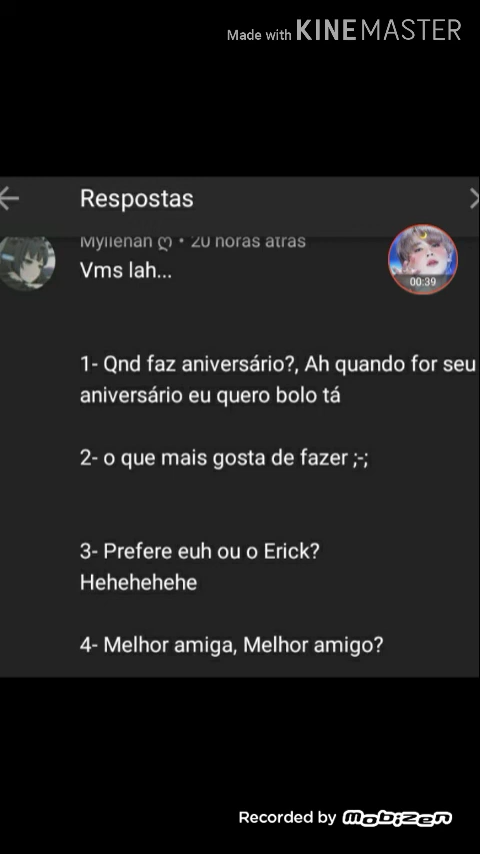 Made with KINEMASTER
Respostas
Myllenah ღ • 20 horas atrás
Vms lah...
00:39
1- Qnd faz aniversário?, Ah quando for seu
aniversário eu quero bolo tá
2- o que mais gosta de fazer ;-;
3- Prefere euh ou o Erick?
Hehehehehe
4- Melhor amiga, Melhor amigo?
Recorded by Mobizen